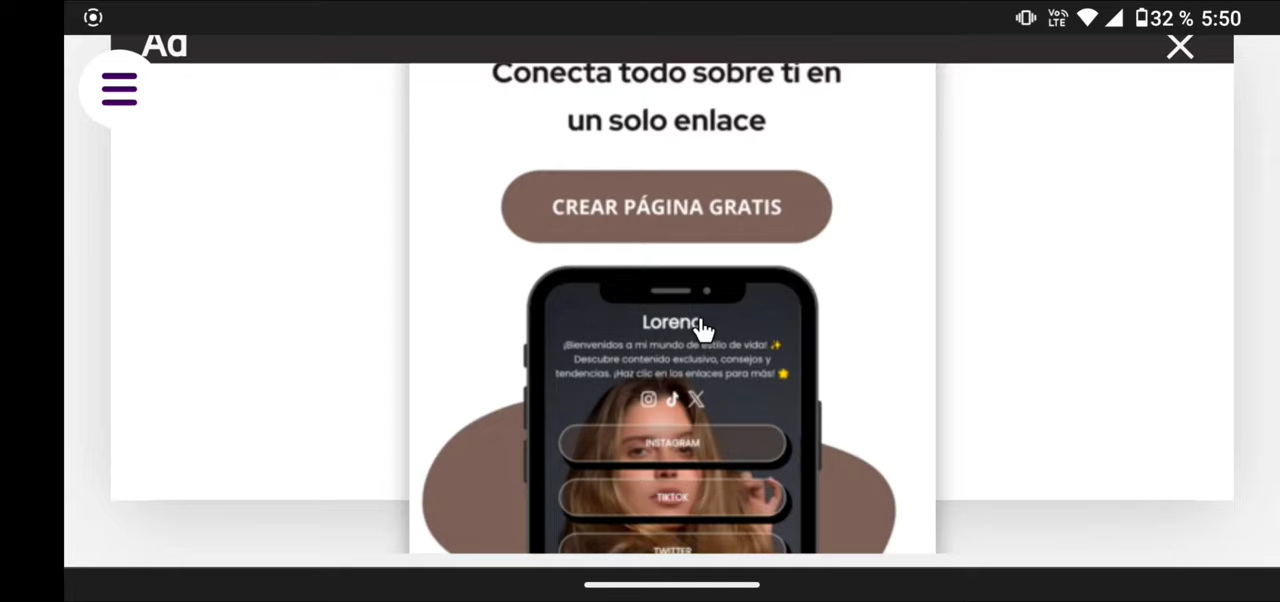 Vo)) LTE 32 % 5:50
Ad
Conecta todo sobre ti en
un solo enlace
CREAR PÁGINA GRATIS
Lorena
¡Bienvenidos a mi mundo de estilo de vida! ✨
Descubre contenido exclusivo, consejos y
tendencias. ¡Haz clic en los enlaces para más! 🌟
INSTAGRAM
TIKTOK
TWITTER